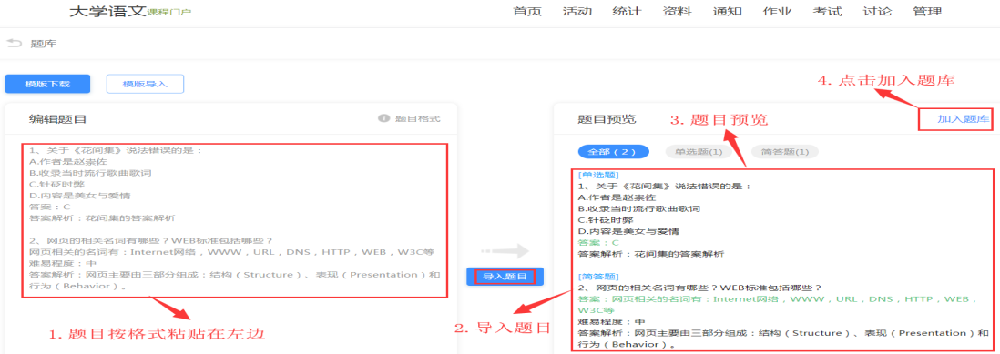 大学语文课程门户
首页 活动 统计 资料 通知 作业 考试 讨论 管理
题库
模版下载 模版导入
4. 点击加入题库
编辑题目 题目格式
1、关于《花间集》说法错误的是：
A.作者是赵崇佐
B.收录当时流行歌曲歌词
C.针砭时弊
D.内容是美女与爱情
答案：C
答案解析：花间集的答案解析
2、网页的相关名词有哪些？WEB标准包括哪些？
网页相关的名词有：Internet网络，WWW，URL，DNS，HTTP，WEB，W3C等
难易程度：中
答案解析：网页主要由三部分组成：结构（Structure）、表现（Presentation）和
行为（Behavior）。
1. 题目按格式粘贴在左边
导入题目
2. 导入题目
题目预览 3. 题目预览 加入题库
全部（2） 单选题(1) 简答题(1)
[单选题]
1、关于《花间集》说法错误的是：
A.作者是赵崇佐
B.收录当时流行歌曲歌词
C.针砭时弊
D.内容是美女与爱情
答案：C
答案解析：花间集的答案解析
[简答题]
2、网页的相关名词有哪些？WEB标准包括哪些？
答案：网页相关的名词有：Internet网络，WWW，URL，DNS，HTTP，WEB，
W3C等
难易程度：中
答案解析：网页主要由三部分组成：结构（Structure）、表现（Presentation）和
行为（Behavior）。